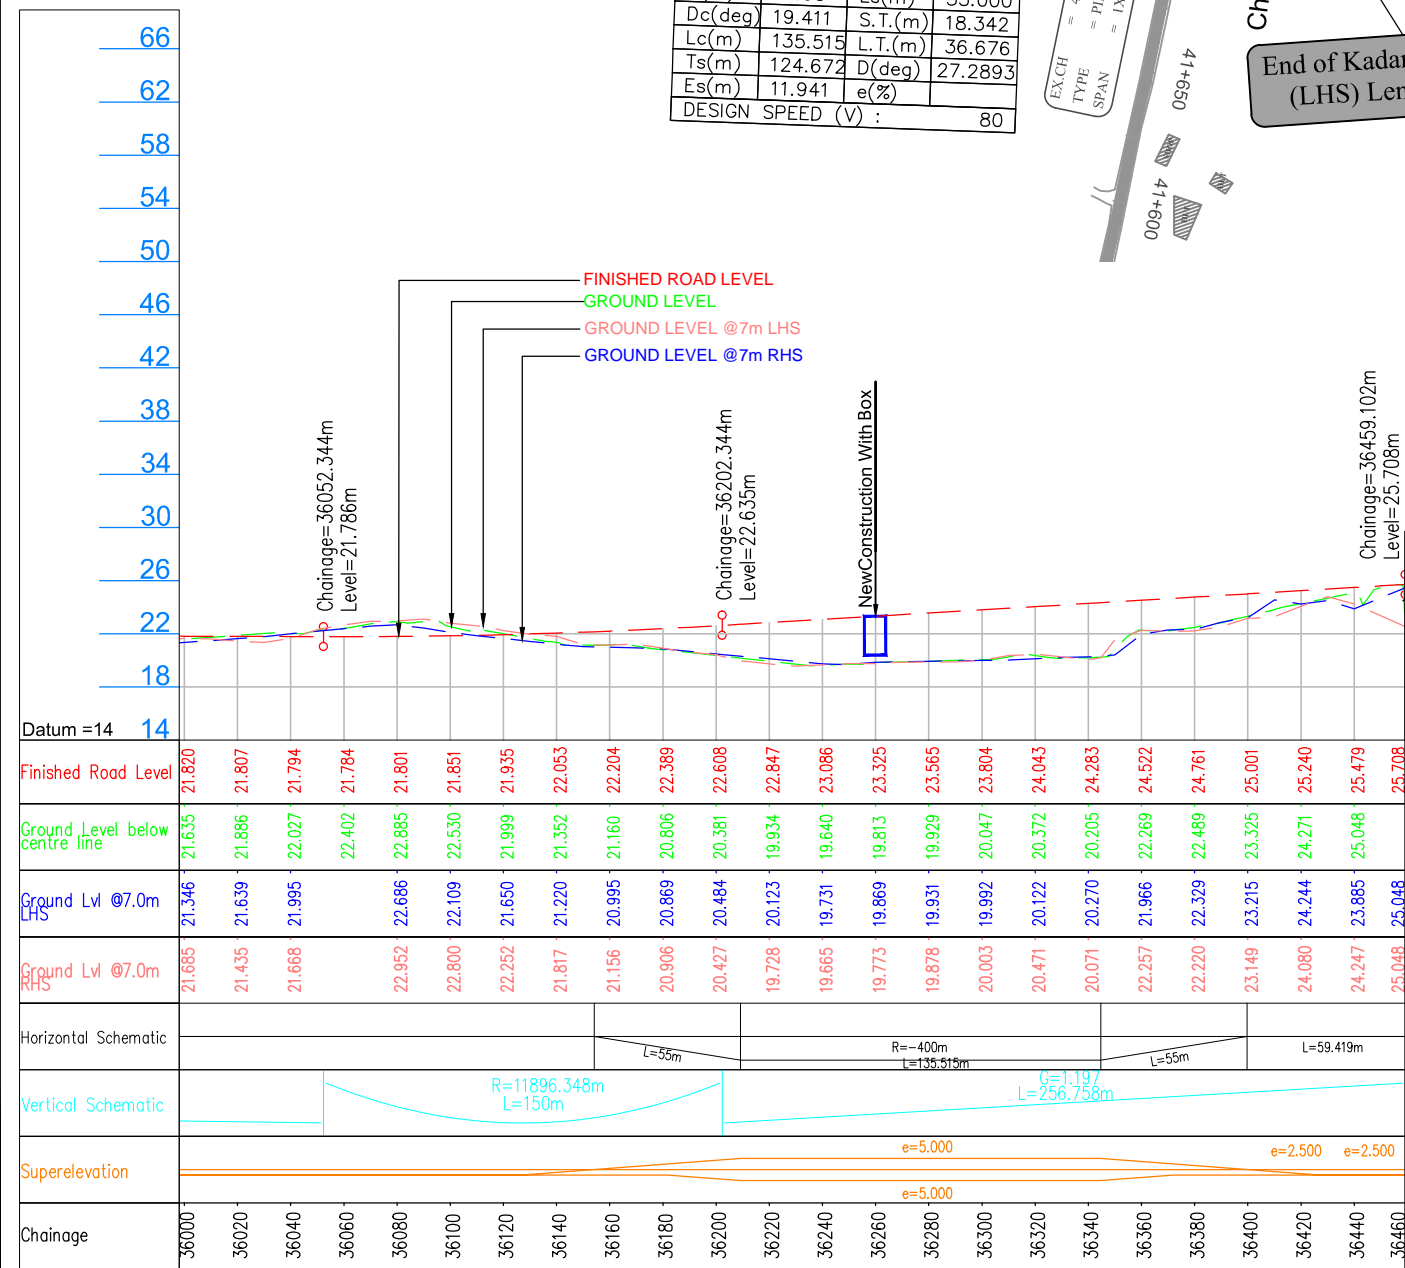 Dc(deg) 19.411 S.T.(m) 18.342
Lc(m) 135.515 L.T.(m) 36.676
Ts(m) 124.672 D(deg) 27.2893
Es(m) 11.941 e(%)
DESIGN SPEED (V) : 80
EX.CH =
TYPE =
SPAN =
41+650
41+600
Ch
End of
(LHS)
66
62
58
54
50
46
42
38
34
30
26
22
18
14
Datum =14
FINISHED ROAD LEVEL
GROUND LEVEL
GROUND LEVEL @7m LHS
GROUND LEVEL @7m RHS
Chainage=36052.344m
Level=21.786m
Chainage=36202.344m
Level=22.635m
NewConstruction With Box
Chainage=36459.102m
Level=25.708m
Finished Road Level 21.820 21.807 21.794 21.784 21.801 21.851 21.935 22.053 22.204 22.389 22.608 22.847 23.086 23.325 23.565 23.804 24.043 24.283 24.522 24.761 25.001 25.240 25.479 25.708
Ground Level below
centre line
21.635 21.886 22.027 22.402 22.885 22.530 21.999 21.352 21.160 20.806 20.381 19.934 19.640 19.813 19.929 20.047 20.372 20.205 22.269 22.489 23.325 24.271 25.048
Ground Lvl @7.0m
LHS
21.346 21.639 21.995 22.686 22.109 21.650 21.220 20.995 20.869 20.484 20.123 19.731 19.869 19.931 19.992 20.122 20.270 21.966 22.329 23.215 24.244 23.885 25.048
Ground Lvl @7.0m
RHS
21.685 21.435 21.668 22.952 22.800 22.252 21.817 21.156 20.906 20.427 19.728 19.665 19.773 19.878 20.003 20.471 20.071 22.257 22.220 23.149 24.080 24.247 25.048
Horizontal Schematic
L=55m
R=-400m
L=135.515m
L=55m
L=59.419m
Vertical Schematic
R=11896.348m
L=150m
G=1.197
L=256.758m
Superelevation
e=5.000
e=5.000
e=2.500 e=2.500
Chainage 36000 36020 36040 36060 36080 36100 36120 36140 36160 36180 36200 36220 36240 36260 36280 36300 36320 36340 36360 36380 36400 36420 36440 36460